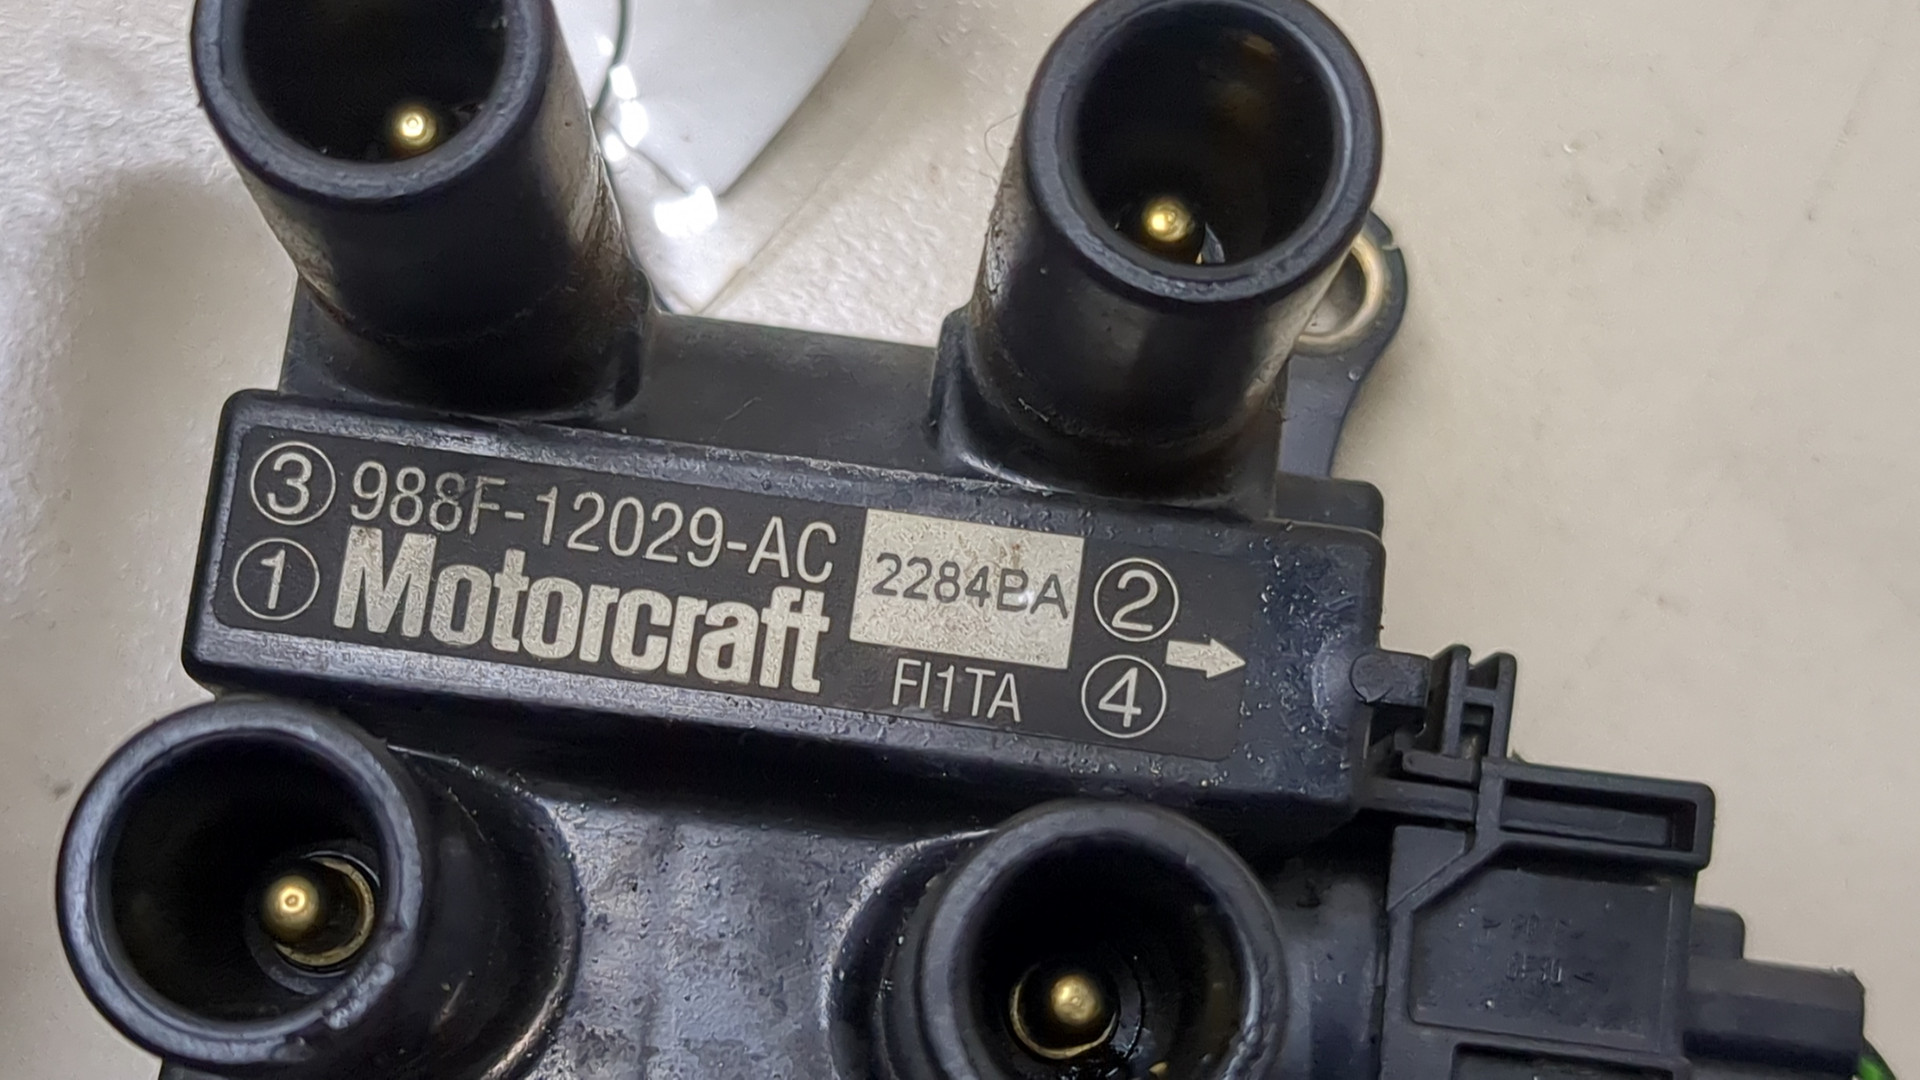 ③ 988F-12029-AC
① Motorcraft
2284BA
FI1TA
②
④